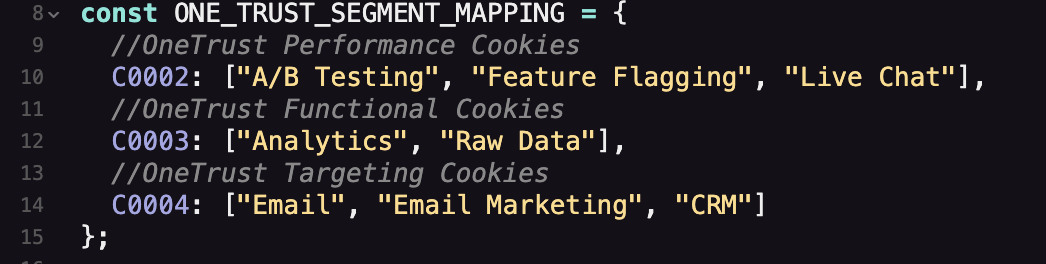 8 const ONE_TRUST_SEGMENT_MAPPING = {
9 //OneTrust Performance Cookies
10 C0002: ["A/B Testing", "Feature Flagging", "Live Chat"],
11 //OneTrust Functional Cookies
12 C0003: ["Analytics", "Raw Data"],
13 //OneTrust Targeting Cookies
14 C0004: ["Email", "Email Marketing", "CRM"]
15 };